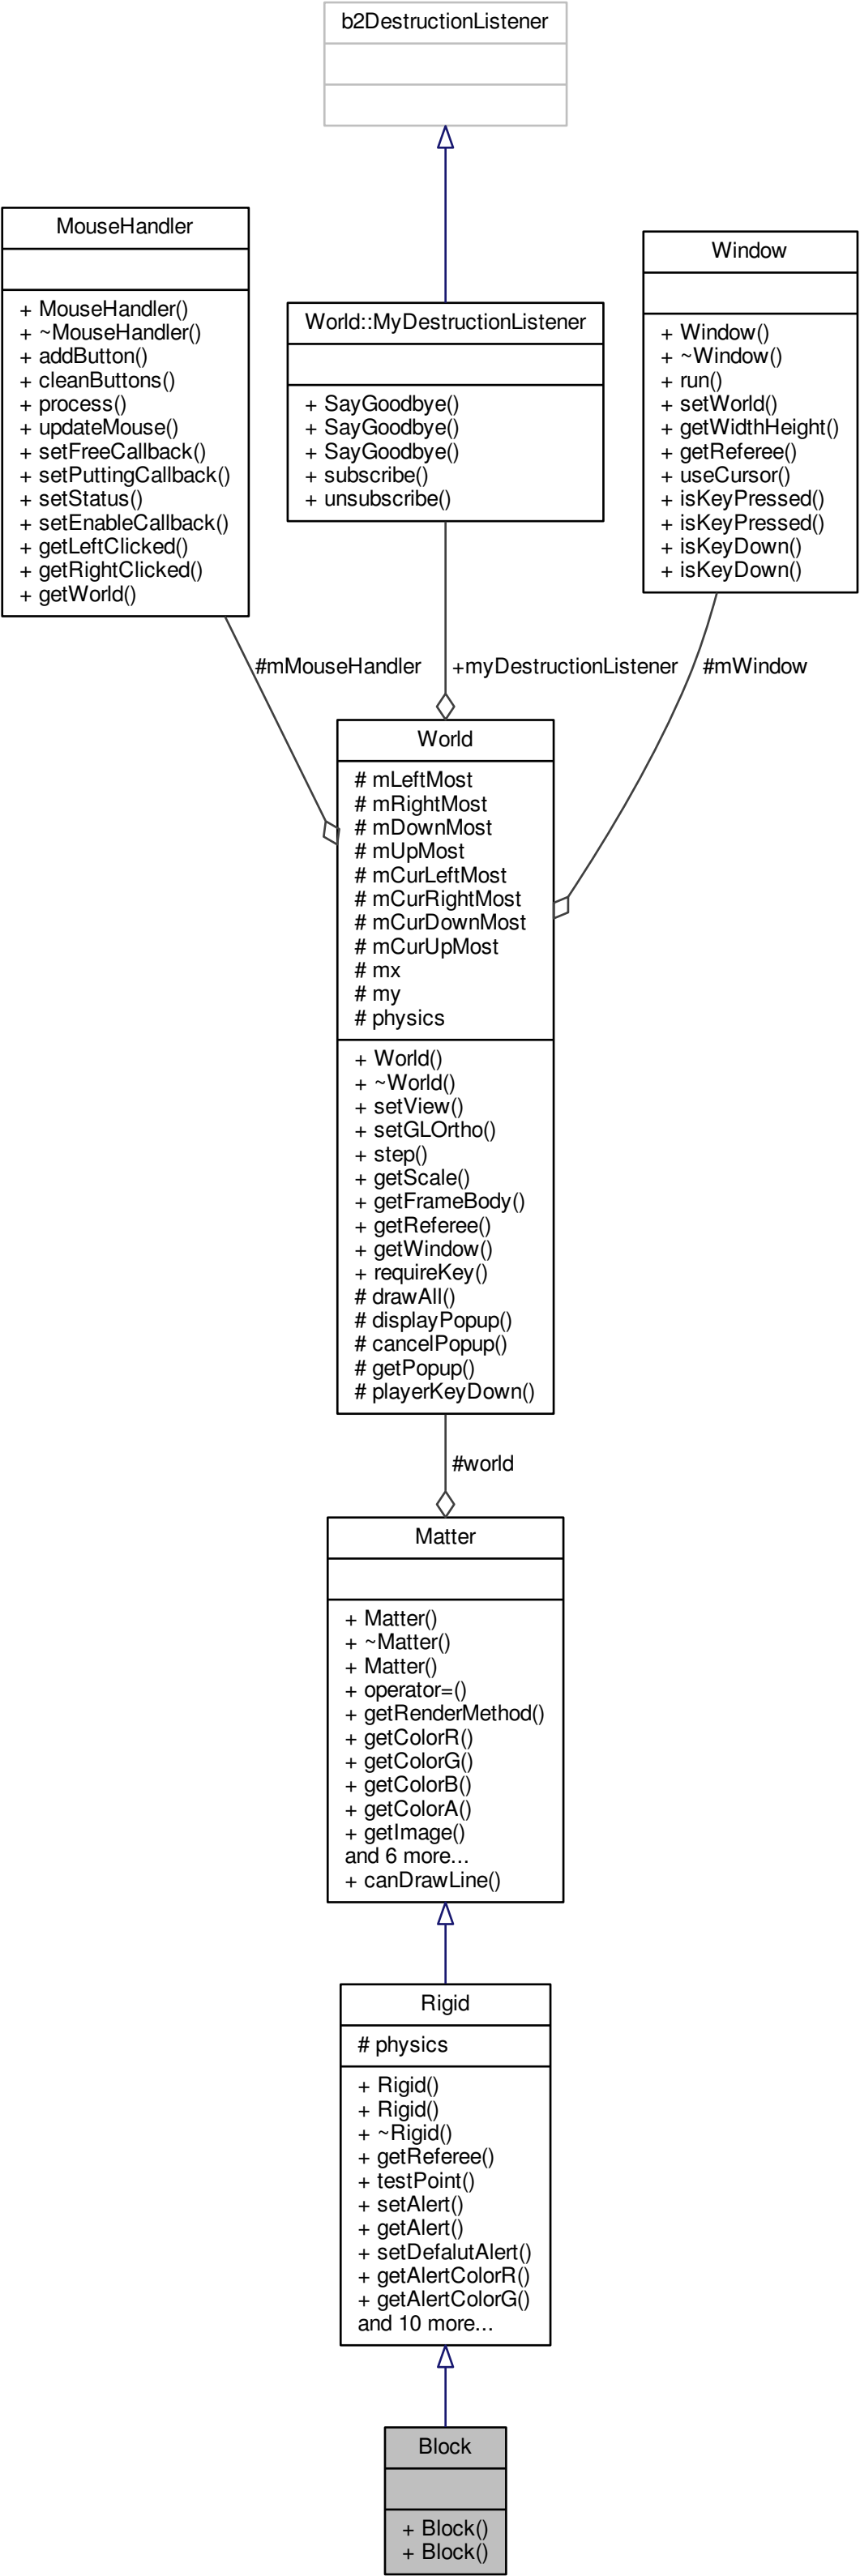 b2DestructionListener
MouseHandler
+ MouseHandler()
+ ~MouseHandler()
+ addButton()
+ cleanButtons()
+ process()
+ updateMouse()
+ setFreeCallback()
+ setPuttingCallback()
+ setStatus()
+ setEnableCallback()
+ getLeftClicked()
+ getRightClicked()
+ getWorld()
World::MyDestructionListener
+ SayGoodbye()
+ SayGoodbye()
+ SayGoodbye()
+ subscribe()
+ unsubscribe()
Window
+ Window()
+ ~Window()
+ run()
+ setWorld()
+ getWidthHeight()
+ getReferee()
+ useCursor()
+ isKeyPressed()
+ isKeyPressed()
+ isKeyDown()
+ isKeyDown()
#mMouseHandler
+myDestructionListener
#mWindow
World
# mLeftMost
# mRightMost
# mDownMost
# mUpMost
# mCurLeftMost
# mCurRightMost
# mCurDownMost
# mCurUpMost
# mx
# my
# physics
+ World()
+ ~World()
+ setView()
+ setGLOrtho()
+ step()
+ getScale()
+ getFrameBody()
+ getReferee()
+ getWindow()
+ requireKey()
# drawAll()
# displayPopup()
# cancelPopup()
# getPopup()
# playerKeyDown()
#world
Matter
+ Matter()
+ ~Matter()
+ Matter()
+ operator=()
+ getRenderMethod()
+ getColorR()
+ getColorG()
+ getColorB()
+ getColorA()
+ getImage()
and 6 more...
+ canDrawLine()
Rigid
# physics
+ Rigid()
+ Rigid()
+ ~Rigid()
+ getReferee()
+ testPoint()
+ setAlert()
+ getAlert()
+ setDefalutAlert()
+ getAlertColorR()
+ getAlertColorG()
and 10 more...
Block
+ Block()
+ Block()